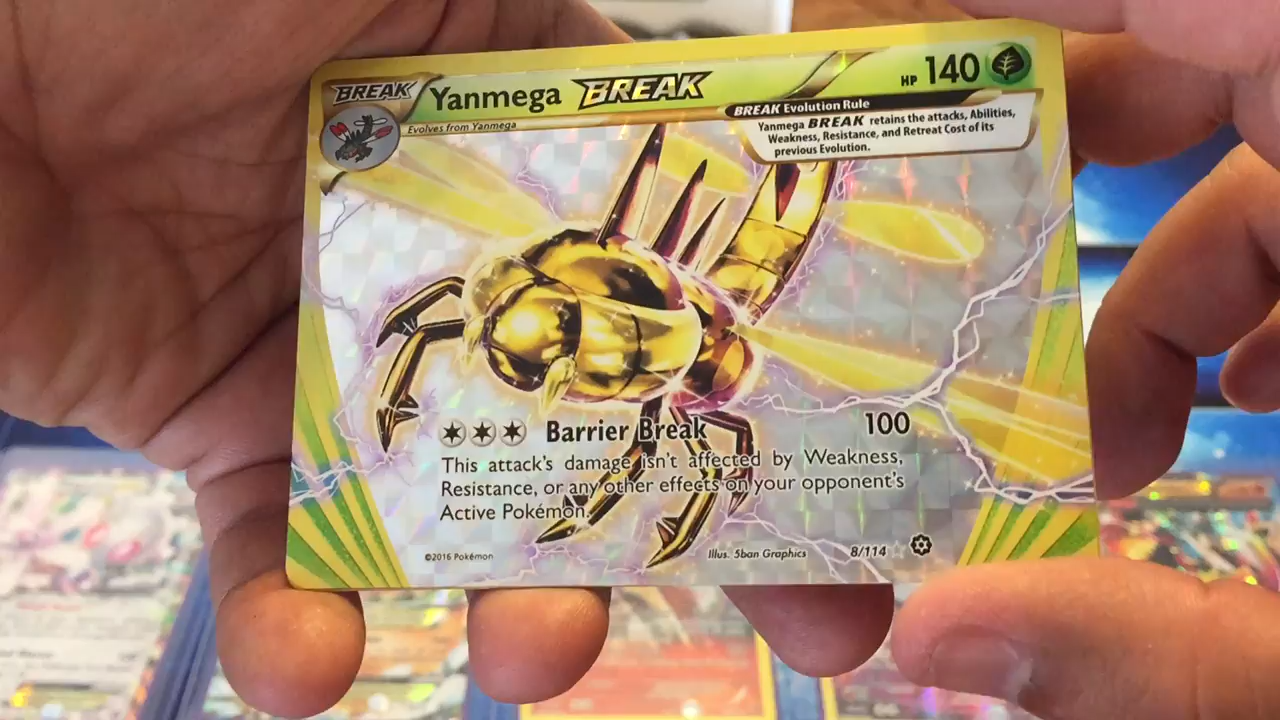 BREAK
Yanmega BREAK
HP 140
Evolves from Yanmega
BREAK Evolution Rule
Yanmega BREAK retains the attacks, Abilities,
Weakness, Resistance, and Retreat Cost of its
previous Evolution.
Barrier Break 100
This attack's damage isn't affected by Weakness,
Resistance, or any other effects on your opponent's
Active Pokémon.
©2016 Pokémon
Illus. 5ban Graphics
8/114